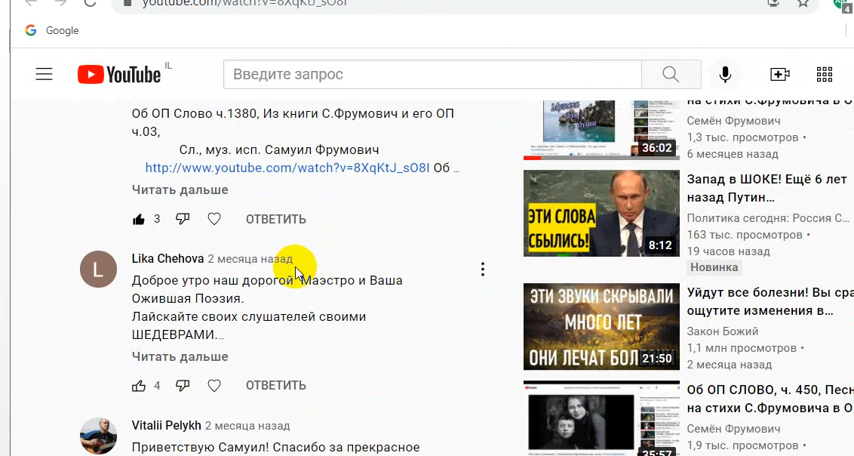 youtube.com/watch?v=8XqKtJ_sO8I
4
Google
YouTube
IL
Введите запрос
Об ОП Слово ч.1380, Из книги С.Фрумович и его ОП
ч.03,
Сл., муз. исп. Самуил Фрумович
http://www.youtube.com/watch?v=8XqKtJ_sO8I Об ...
Читать дальше
3
ОТВЕТИТЬ
L
Lika Chehova 2 месяца назад
Доброе утро наш дорогой Маэстро и Ваша
Ожившая Поэзия.
Лайскайте своих слушателей своими
ШЕДЕВРАМИ...
Читать дальше
4
ОТВЕТИТЬ
Vitalii Pelykh 2 месяца назад
Приветствую Самуил! Спасибо за прекрасное
36:02
на стихи С.Фрумовича в О
Семён Фрумович
1,3 тыс. просмотров •
6 месяцев назад
ЭТИ СЛОВА
СБЫЛИСЬ!
8:12
Запад в ШОКЕ! Ещё 6 лет
назад Путин...
Политика сегодня: Россия С...
163 тыс. просмотров •
19 часов назад
Новинка
ЭТИ ЗВУКИ СКРЫВАЛИ
МНОГО ЛЕТ
ОНИ ЛЕЧАТ БОЛ
21:50
Уйдут все болезни! Вы сра
ощутите изменения в...
Закон Божий
1,1 млн просмотров •
2 месяца назад
35:57
Об ОП СЛОВО, ч. 450, Песн
на стихи С.Фрумовича в О
Семён Фрумович
1,9 тыс. просмотров •